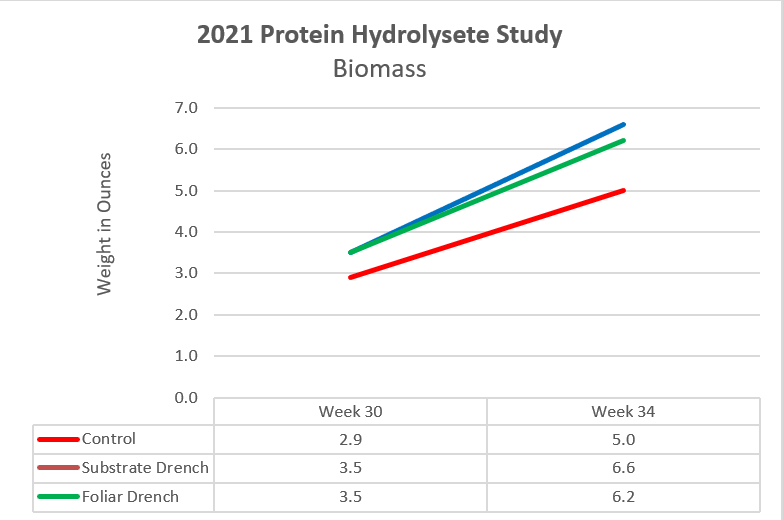 2021 Protein Hydrolysete Study
Biomass
7.0
6.0
5.0
4.0
3.0
2.0
1.0
0.0
Weight in Ounces
Week 30 Week 34
Control 2.9 5.0
Substrate Drench 3.5 6.6
Foliar Drench 3.5 6.2